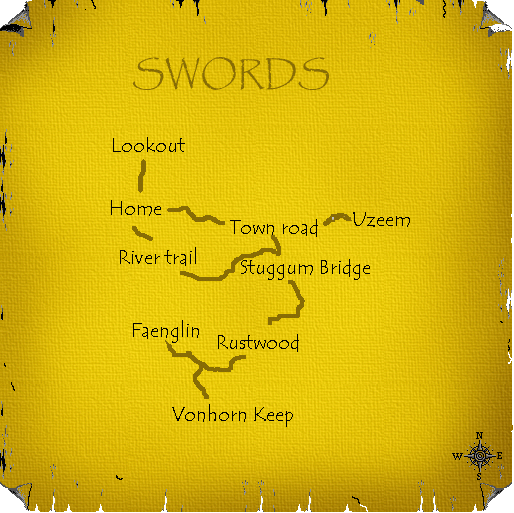 SWORDS
Lookout
Home
Town road
Uzeem
River trail
Stuggum Bridge
Faenglin
Rustwood
Vonhorn Keep
N
W E
S